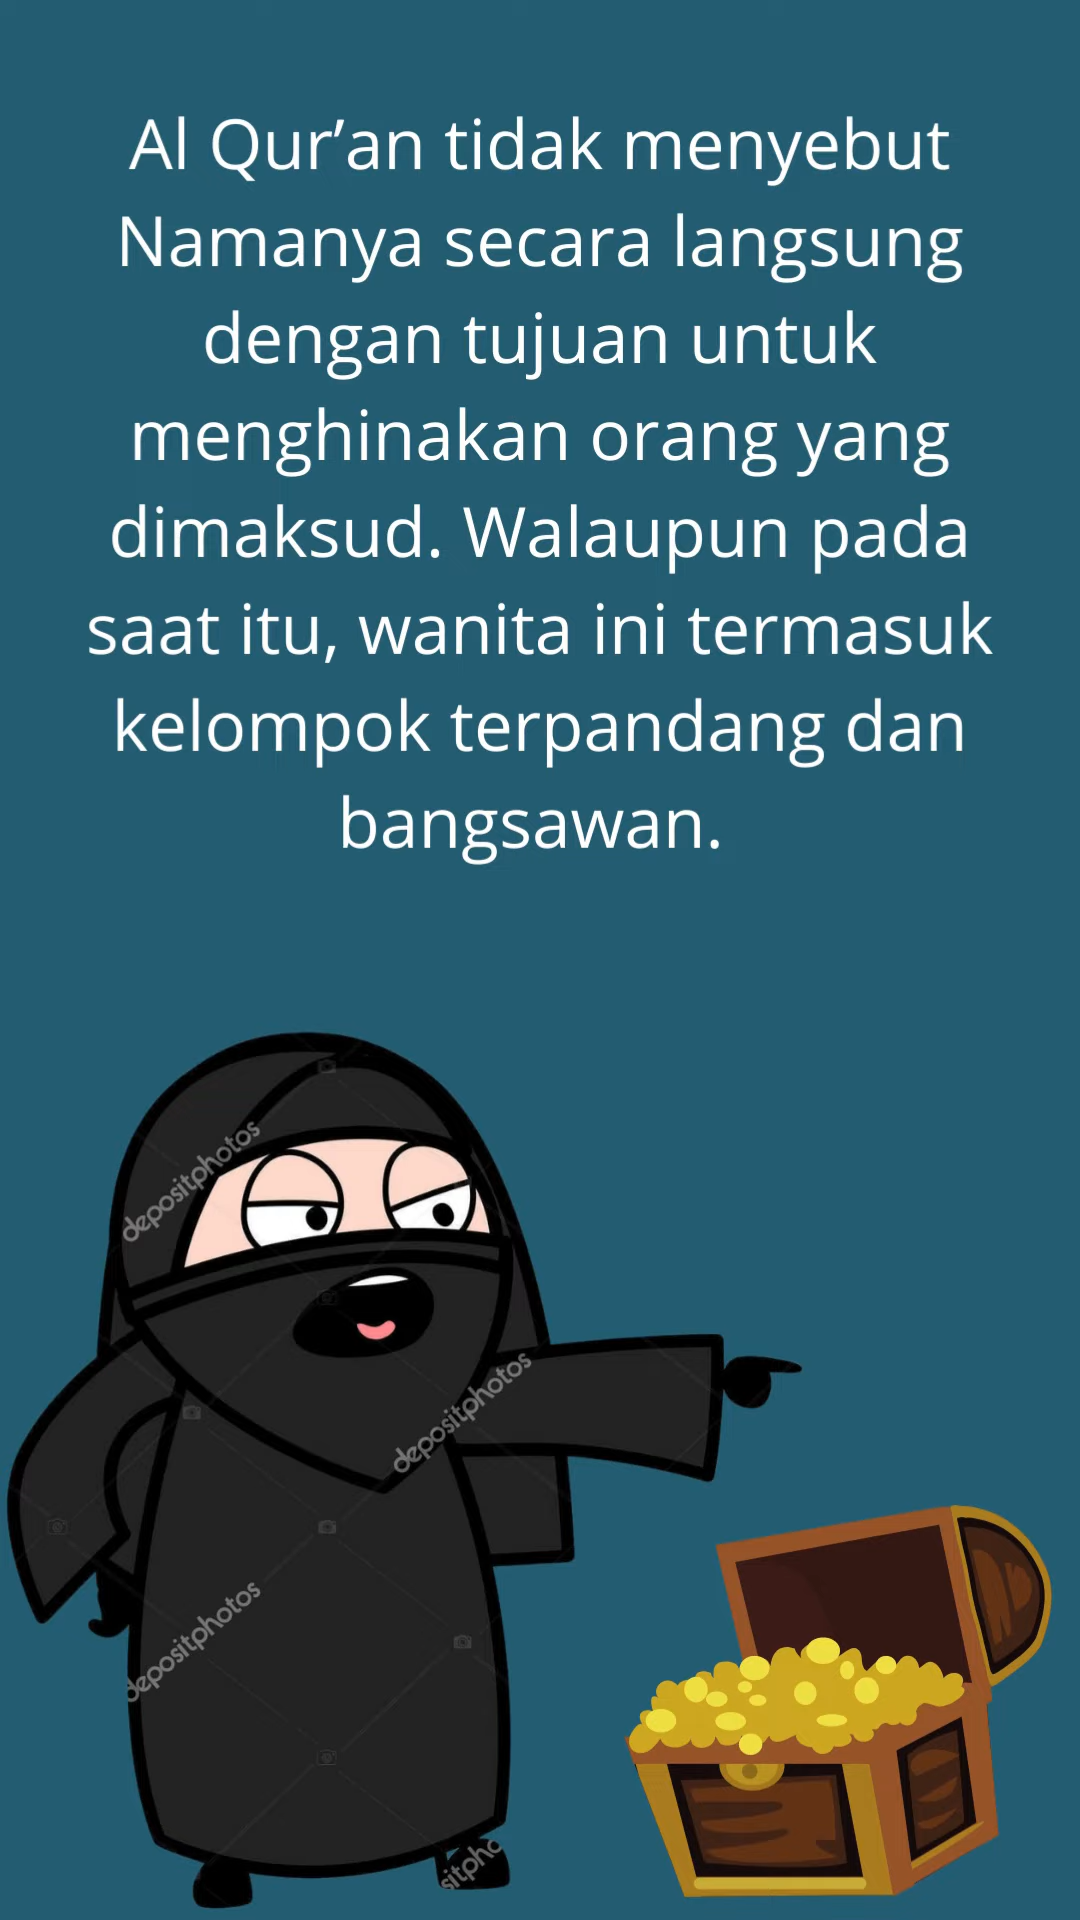 Al Qur’an tidak menyebut
Namanya secara langsung
dengan tujuan untuk
menghinakan orang yang
dimaksud. Walaupun pada
saat itu, wanita ini termasuk
kelompok terpandang dan
bangsawan.
depositphotos
depositphotos
depositphotos
sitpho